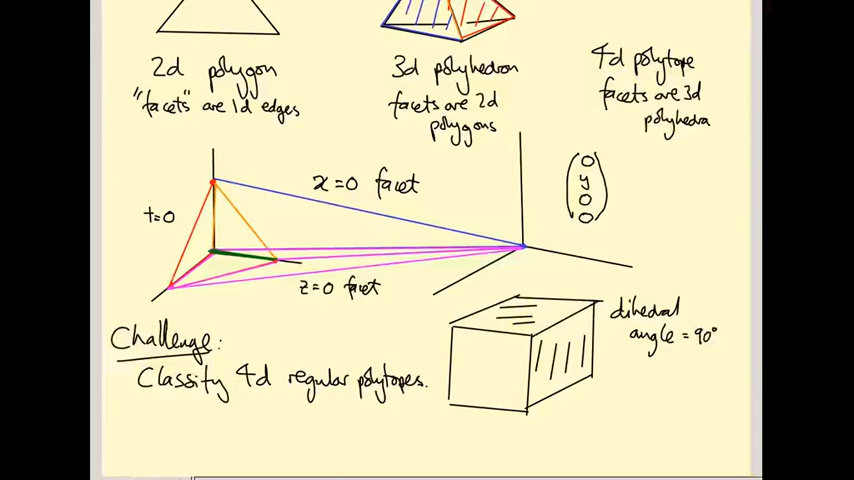 2d polygon
"facets" are 1d edges
3d polyhedron
facets are 2d
polygons
4d polytope
facets are 3d
polyhedra
x=0 facet
0
y
0
0
t=0
z=0 facet
Challenge:
Classify 4d regular polytopes.
dihedral
angle = 90°